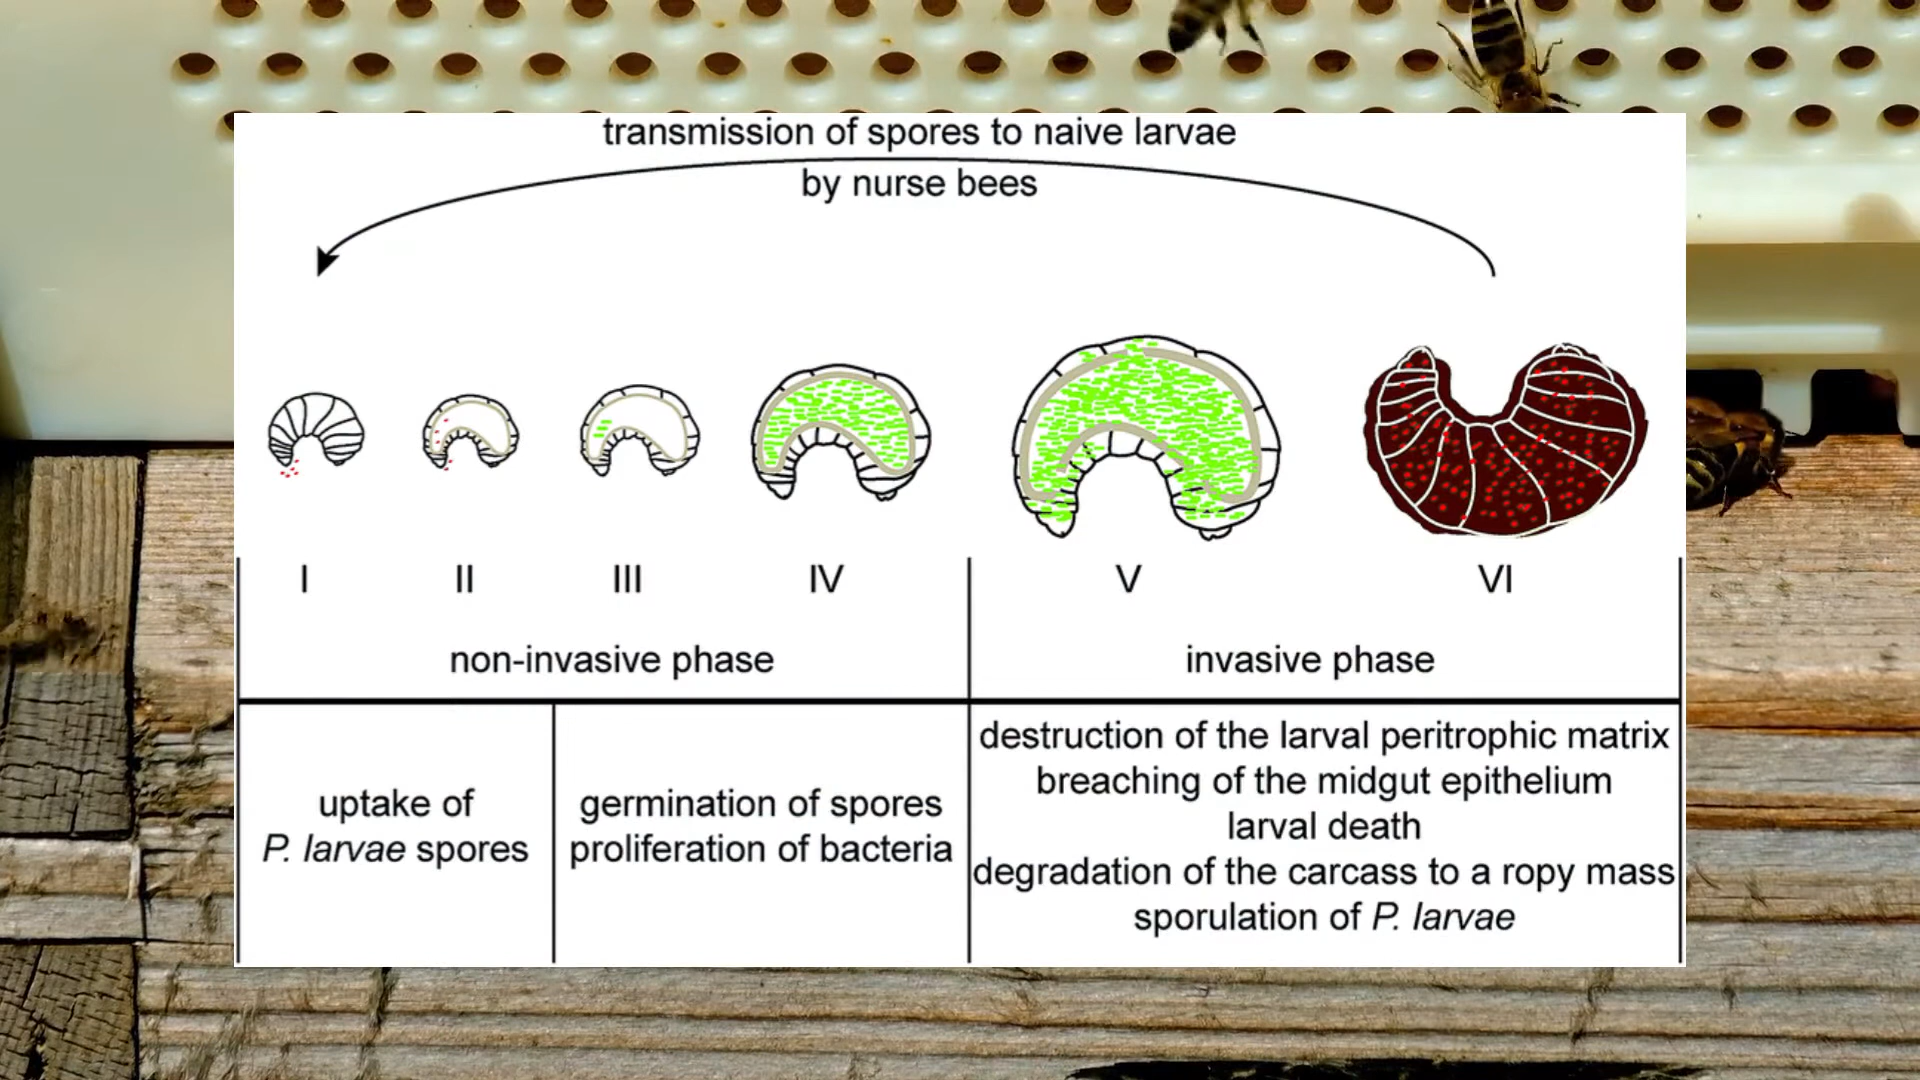 transmission of spores to naive larvae
by nurse bees
I II III IV V VI
non-invasive phase
invasive phase
uptake of
P. larvae spores
germination of spores
proliferation of bacteria
destruction of the larval peritrophic matrix
breaching of the midgut epithelium
larval death
degradation of the carcass to a ropy mass
sporulation of P. larvae